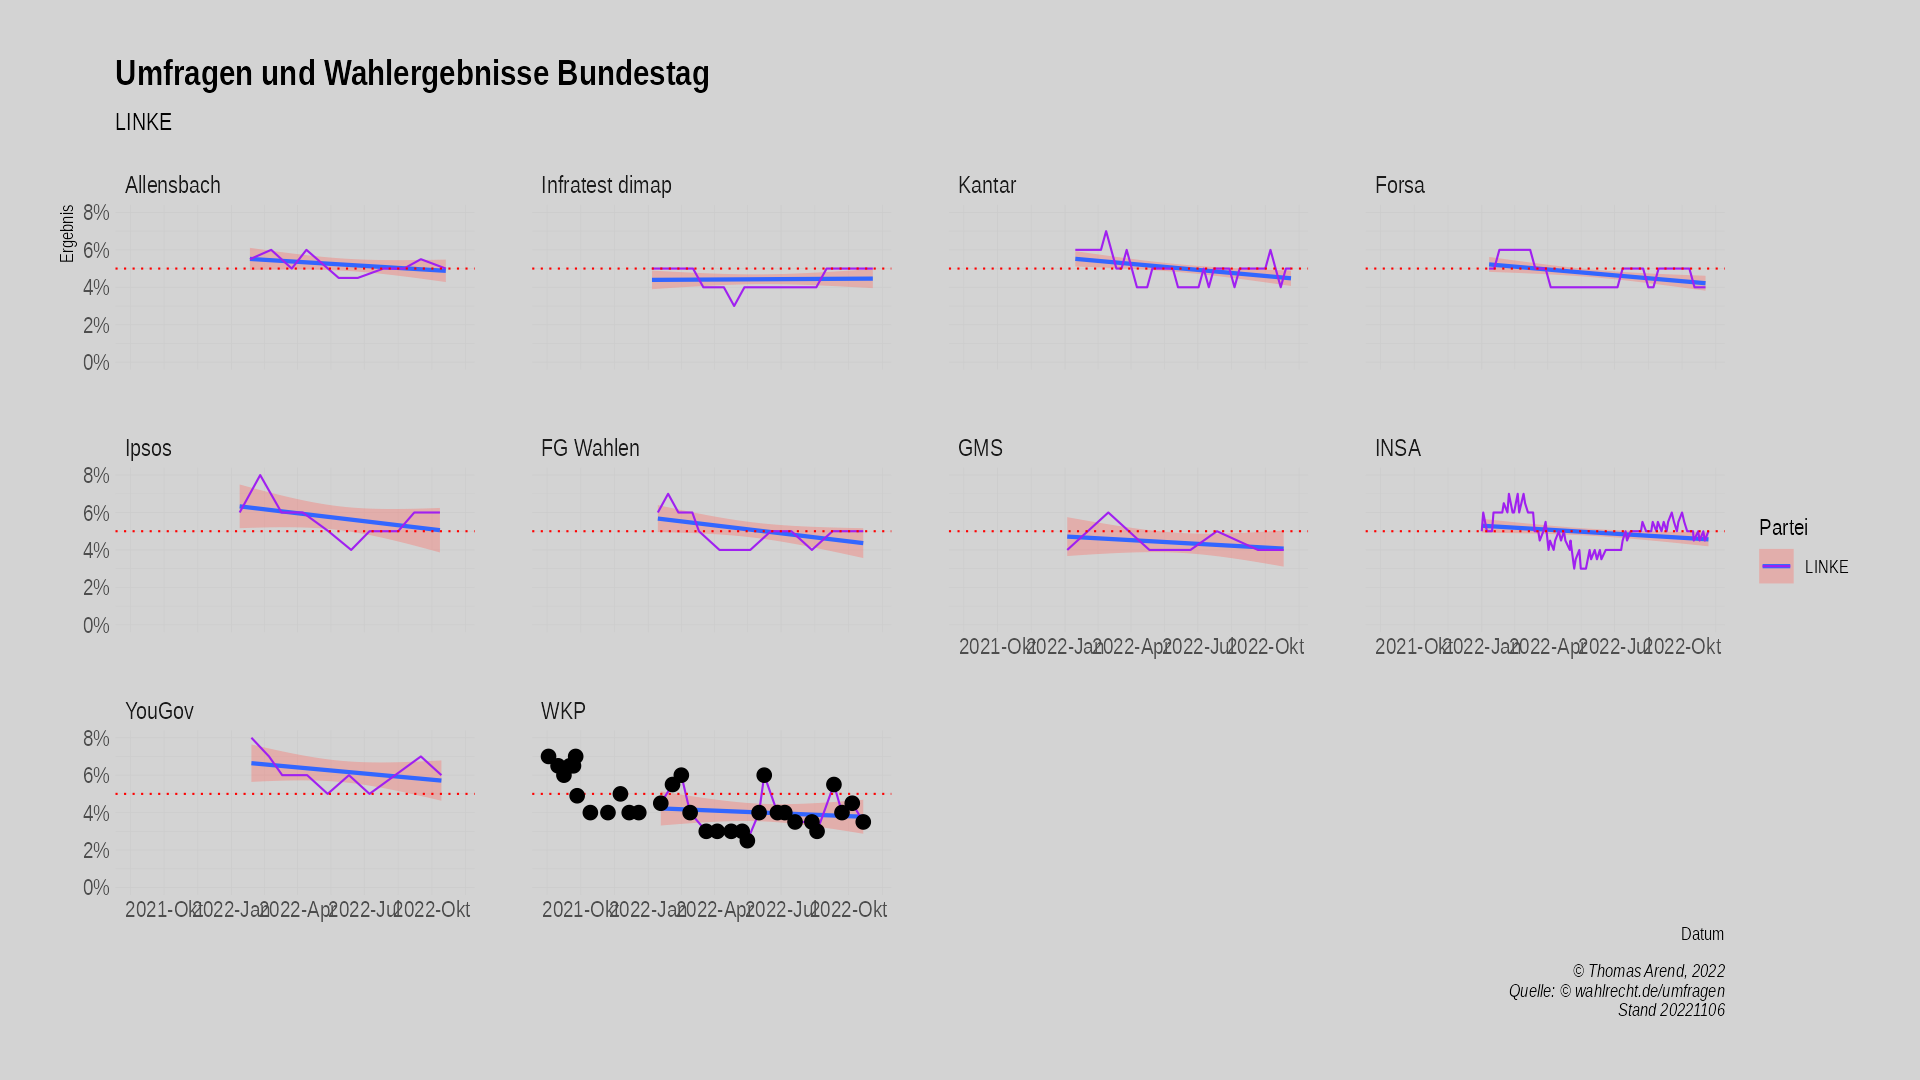 Umfragen und Wahlergebnisse Bundestag
LINKE
Allensbach
Infratest dimap
Kantar
Forsa
Ergebnis
8%
6%
4%
2%
0%
Ipsos
FG Wahlen
GMS
INSA
8%
6%
4%
2%
0%
2021-Okt 2022-Jan 2022-Apr 2022-Jul 2022-Okt
2021-Okt 2022-Jan 2022-Apr 2022-Jul 2022-Okt
Partei
LINKE
YouGov
WKP
8%
6%
4%
2%
0%
2021-Okt 2022-Jan 2022-Apr 2022-Jul 2022-Okt
2021-Okt 2022-Jan 2022-Apr 2022-Jul 2022-Okt
Datum
© Thomas Arend, 2022
Quelle: © wahlrecht.de/umfragen
Stand 20221106